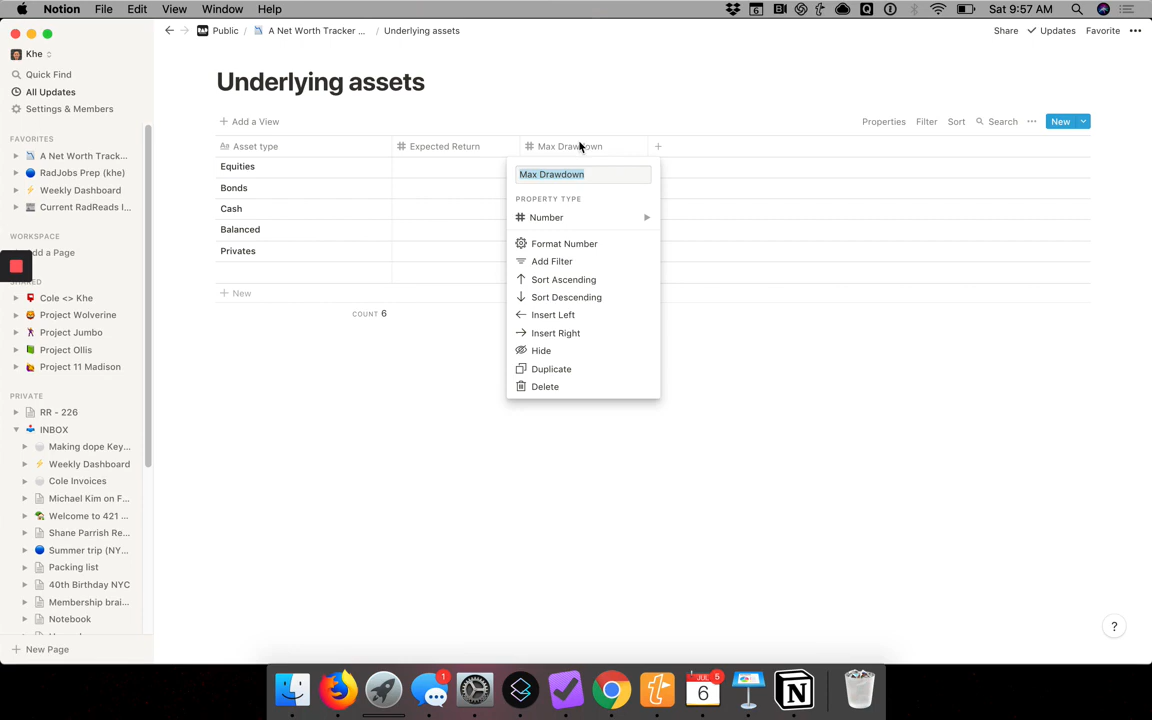 Notion File Edit View Window Help
6
Sat 9:57 AM
Khe
Public / A Net Worth Tracker ... / Underlying assets
Share Updates Favorite
Quick Find
All Updates
Settings & Members
FAVORITES
A Net Worth Track...
RadJobs Prep (khe)
Weekly Dashboard
Current RadReads I...
WORKSPACE
dd a Page
SHARED
Cole <> Khe
Project Wolverine
Project Jumbo
Project Ollis
Project 11 Madison
PRIVATE
RR - 226
INBOX
Making dope Key...
Weekly Dashboard
Cole Invoices
Michael Kim on F...
Welcome to 421 ...
Shane Parrish Re...
Summer trip (NY...
Packing list
40th Birthday NYC
Membership brai...
Notebook
New Page
Underlying assets
Add a View
Properties Filter Sort Search New
Asset type Expected Return Max Drawdown
Equities
Bonds
Cash
Balanced
Privates
New
COUNT 6
Max Drawdown
PROPERTY TYPE
Number
Format Number
Add Filter
Sort Ascending
Sort Descending
Insert Left
Insert Right
Hide
Duplicate
Delete
?
1
JUL 5
6